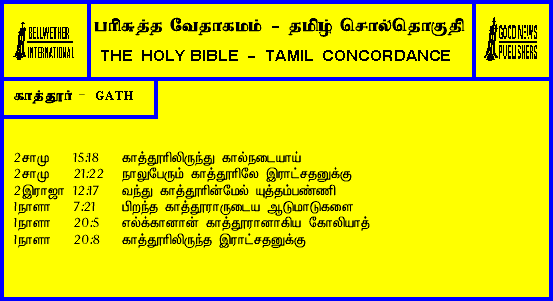 BELLWETHER
INTERNATIONAL
பரிசுத்த வேதாகமம் - தமிழ் சொல்தொகுதி
THE HOLY BIBLE - TAMIL CONCORDANCE
GOOD NEWS
PUBLISHERS
காத்தூர் - GATH
2சாமு 15:18 காத்தூரிலிருந்து கால்நடையாய்
2சாமு 21:22 நாலுபேரும் காத்தூரிலே இராட்சதனுக்கு
2இராஜா 12:17 வந்து காத்தூரின்மேல் யுத்தம்பண்ணி
1நாளா 7:21 பிறந்த காத்தூராருடைய ஆடுமாடுகளை
1நாளா 20:5 எல்க்கானான் காத்தூரானாகிய கோலியாத்
1நாளா 20:8 காத்தூரிலிருந்த இராட்சதனுக்கு